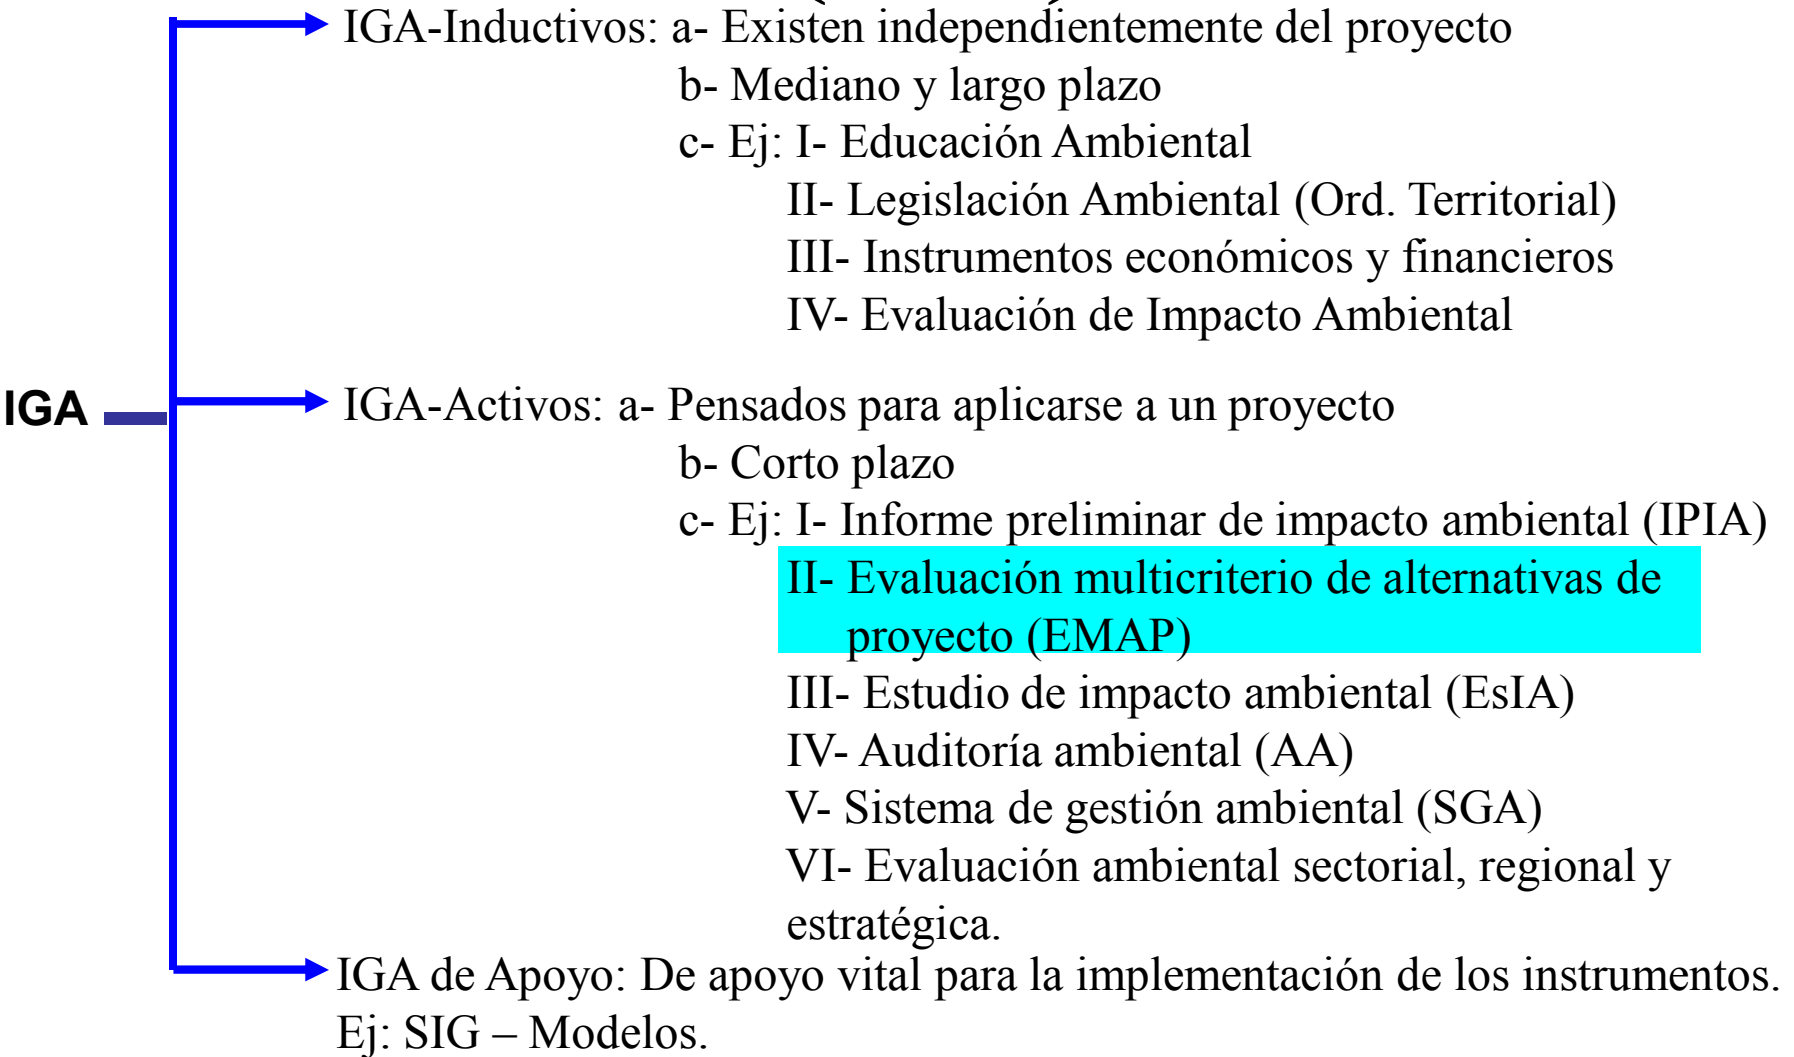 IGA-Inductivos: a- Existen independientemente del proyecto
b- Mediano y largo plazo
c- Ej: I- Educación Ambiental
II- Legislación Ambiental (Ord. Territorial)
III- Instrumentos económicos y financieros
IV- Evaluación de Impacto Ambiental
IGA
IGA-Activos: a- Pensados para aplicarse a un proyecto
b- Corto plazo
c- Ej: I- Informe preliminar de impacto ambiental (IPIA)
II- Evaluación multicriterio de alternativas de
proyecto (EMAP)
III- Estudio de impacto ambiental (EsIA)
IV- Auditoría ambiental (AA)
V- Sistema de gestión ambiental (SGA)
VI- Evaluación ambiental sectorial, regional y
estratégica.
IGA de Apoyo: De apoyo vital para la implementación de los instrumentos.
Ej: SIG – Modelos.